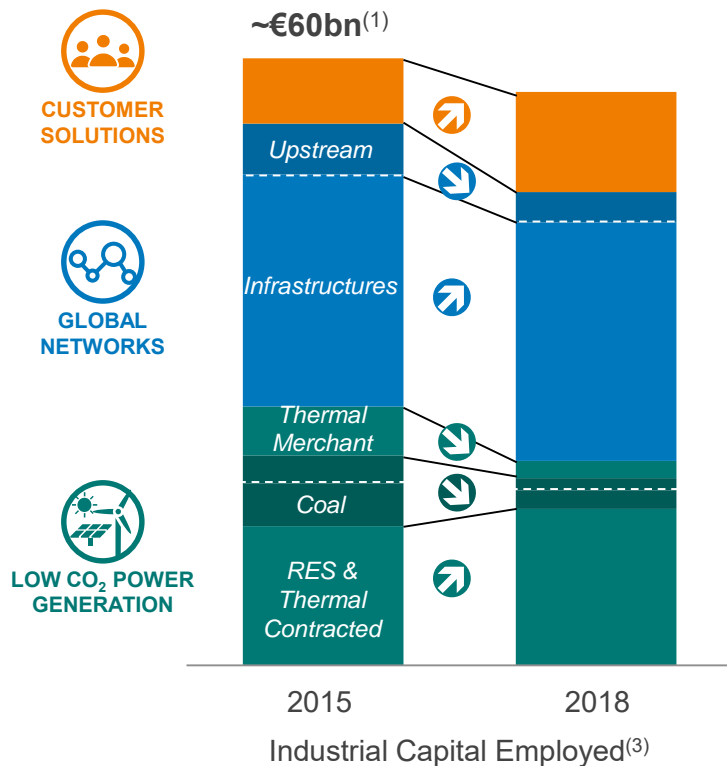 ~€60bn(1)
CUSTOMER
SOLUTIONS
Upstream
Infrastructures
GLOBAL
NETWORKS
Thermal
Merchant
Coal
LOW CO₂ POWER
GENERATION
RES &
Thermal
Contracted
2015 2018
Industrial Capital Employed(3)